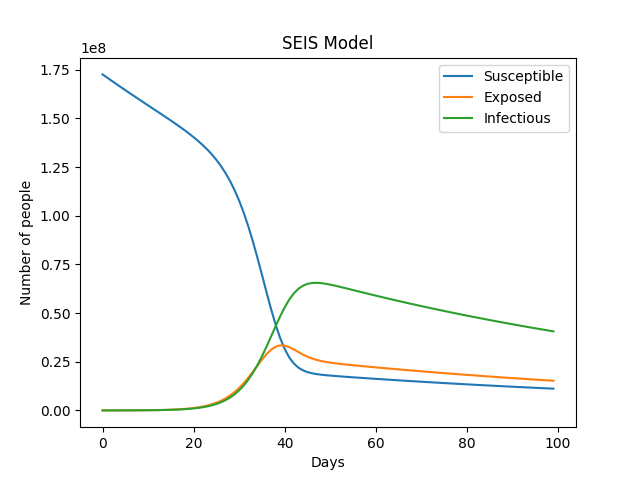 SEIS Model
1e8
1.75
1.50
1.25
1.00
0.75
0.50
0.25
0.00
Number of people
Susceptible
Exposed
Infectious
0 20 40 60 80 100
Days